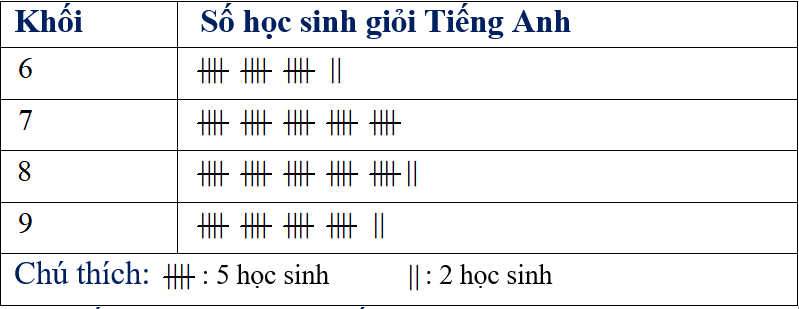 Khối Số học sinh giỏi Tiếng Anh
6
7
8
9
Chú thích: : 5 học sinh : 2 học sinh